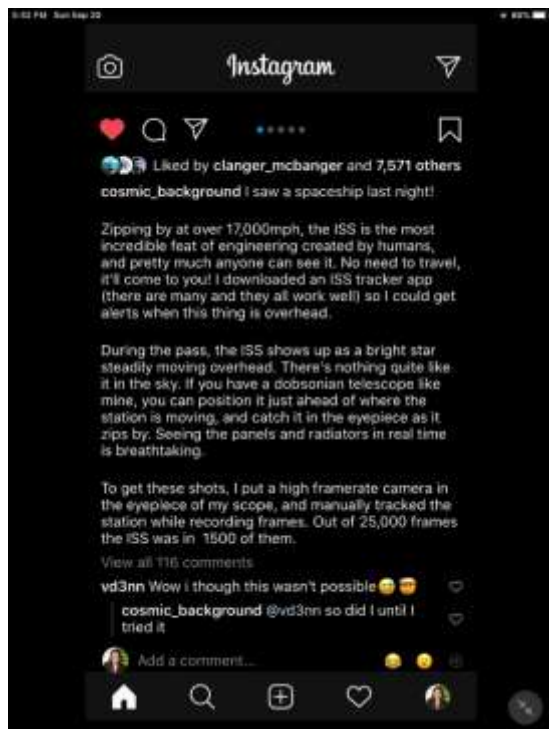 5:52 PM Sun Sep 20
Instagram
Liked by clanger_mcbanger and 7,571 others
cosmic_background I saw a spaceship last night!
Zipping by at over 17,000mph, the ISS is the most
incredible feat of engineering created by humans,
and pretty much anyone can see it. No need to travel,
it'll come to you! I downloaded an ISS tracker app
(there are many and they all work well) so I could get
alerts when this thing is overhead.
During the pass, the ISS shows up as a bright star
steadily moving overhead. There's nothing quite like
it in the sky. If you have a dobsonian telescope like
mine, you can position it just ahead of where the
station is moving, and catch it in the eyepiece as it
zips by. Seeing the panels and radiators in real time
is breathtaking.
To get these shots, I put a high framerate camera in
the eyepiece of my scope, and manually tracked the
station while recording frames. Out of 25,000 frames
the ISS was in 1500 of them.
View all 116 comments
vd3nn Wow i though this wasn't possible
cosmic_background @vd3nn so did I until I
tried it
Add a comment...